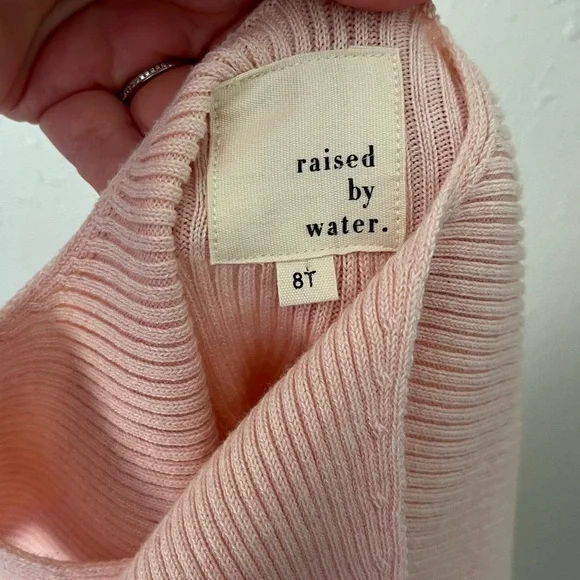 raised
by
water.
8T